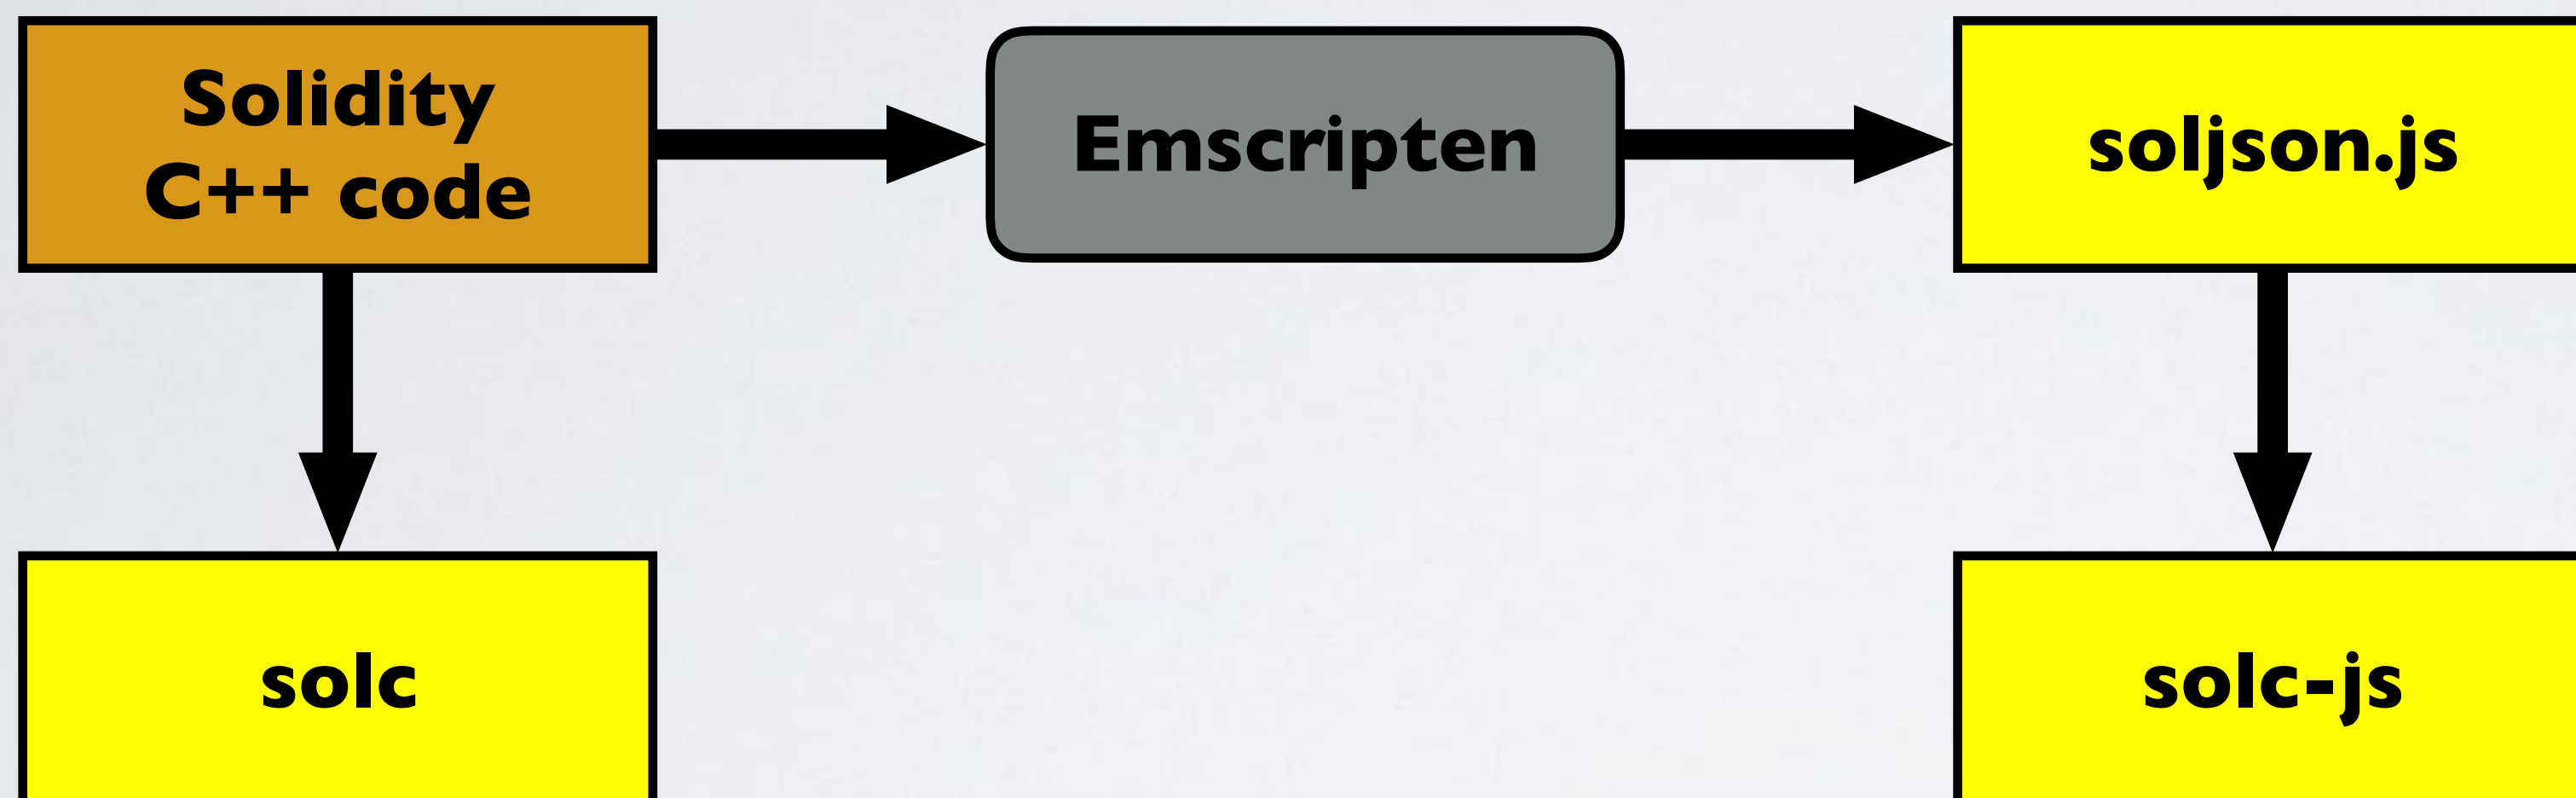 Solidity
C++ code
Emscripten
soljson.js
solc
solc-js